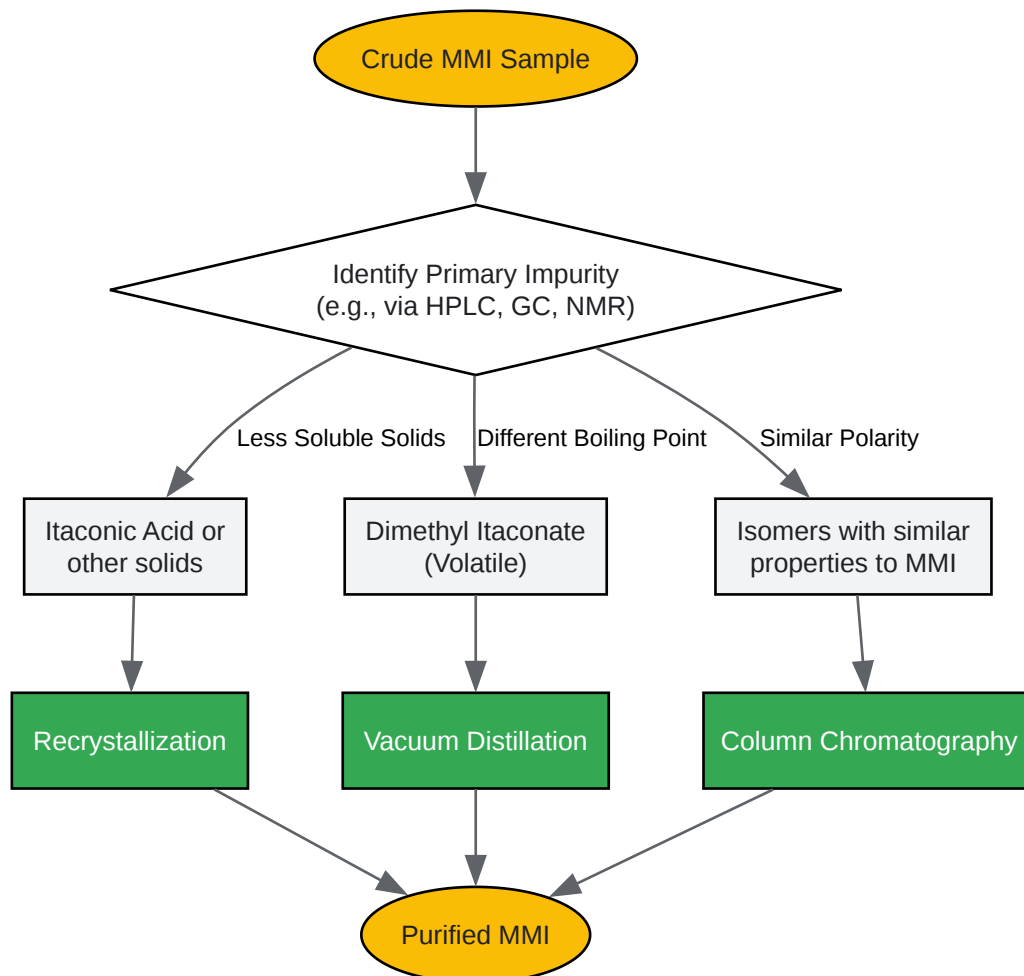 Crude MMI Sample
Identify Primary Impurity
(e.g., via HPLC, GC, NMR)
Less Soluble Solids
Different Boiling Point
Similar Polarity
Itaconic Acid or
other solids
Dimethyl Itaconate
(Volatile)
Isomers with similar
properties to MMI
Recrystallization
Vacuum Distillation
Column Chromatography
Purified MMI